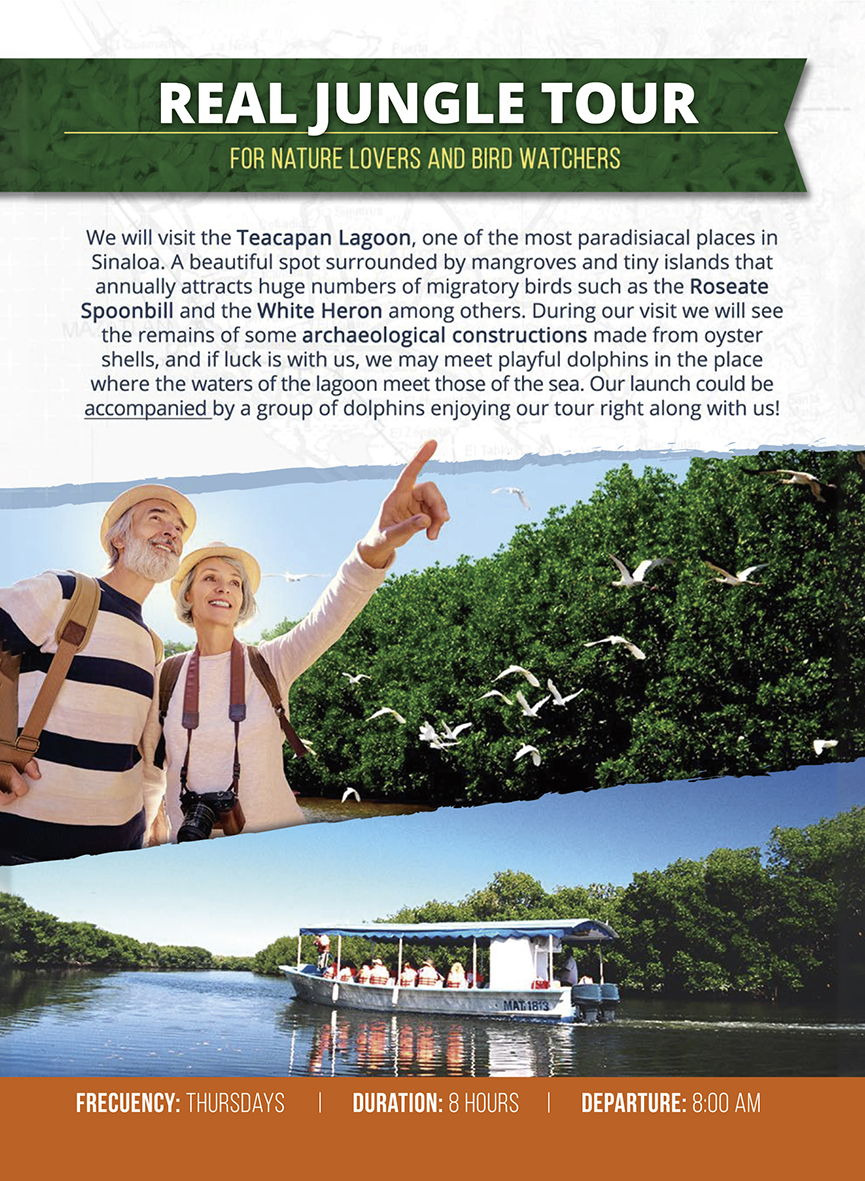 REAL JUNGLE TOUR
FOR NATURE LOVERS AND BIRD WATCHERS
We will visit the Teacapan Lagoon, one of the most paradisiacal places in
Sinaloa. A beautiful spot surrounded by mangroves and tiny islands that
annually attracts huge numbers of migratory birds such as the Roseate
Spoonbill and the White Heron among others. During our visit we will see
the remains of some archaeological constructions made from oyster
shells, and if luck is with us, we may meet playful dolphins in the place
where the waters of the lagoon meet those of the sea. Our launch could be
accompanied by a group of dolphins enjoying our tour right along with us!
MAT-1813
FRECUENCY: THURSDAYS | DURATION: 8 HOURS | DEPARTURE: 8:00 AM